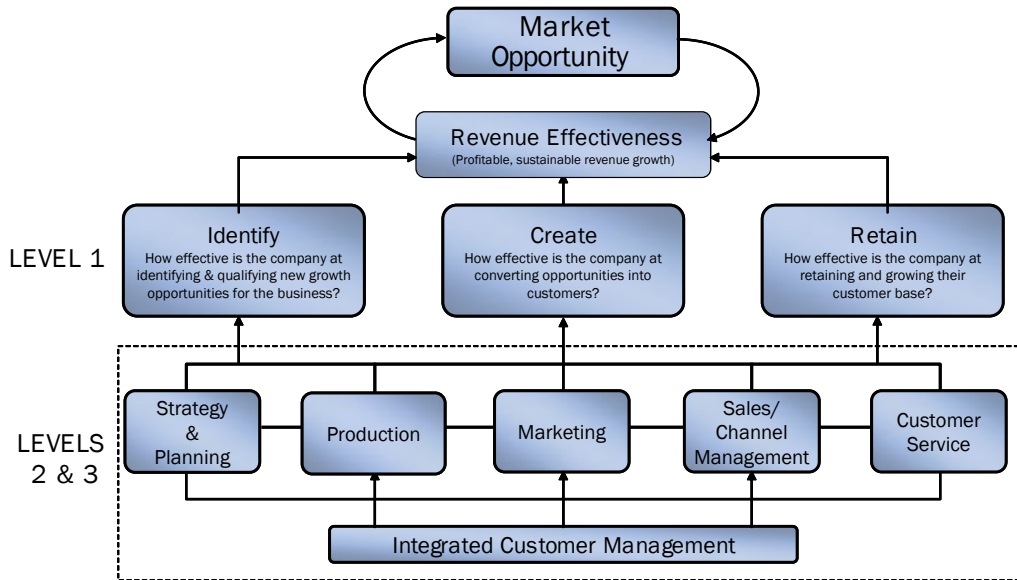 Market
Opportunity
Revenue Effectiveness
(Profitable, sustainable revenue growth)
LEVEL 1
Identify
How effective is the company at
identifying & qualifying new growth
opportunities for the business?
Create
How effective is the company at
converting opportunities into
customers?
Retain
How effective is the company at
retaining and growing their
customer base?
LEVELS
2 & 3
Strategy
&
Planning
Production
Marketing
Sales/
Channel
Management
Customer
Service
Integrated Customer Management